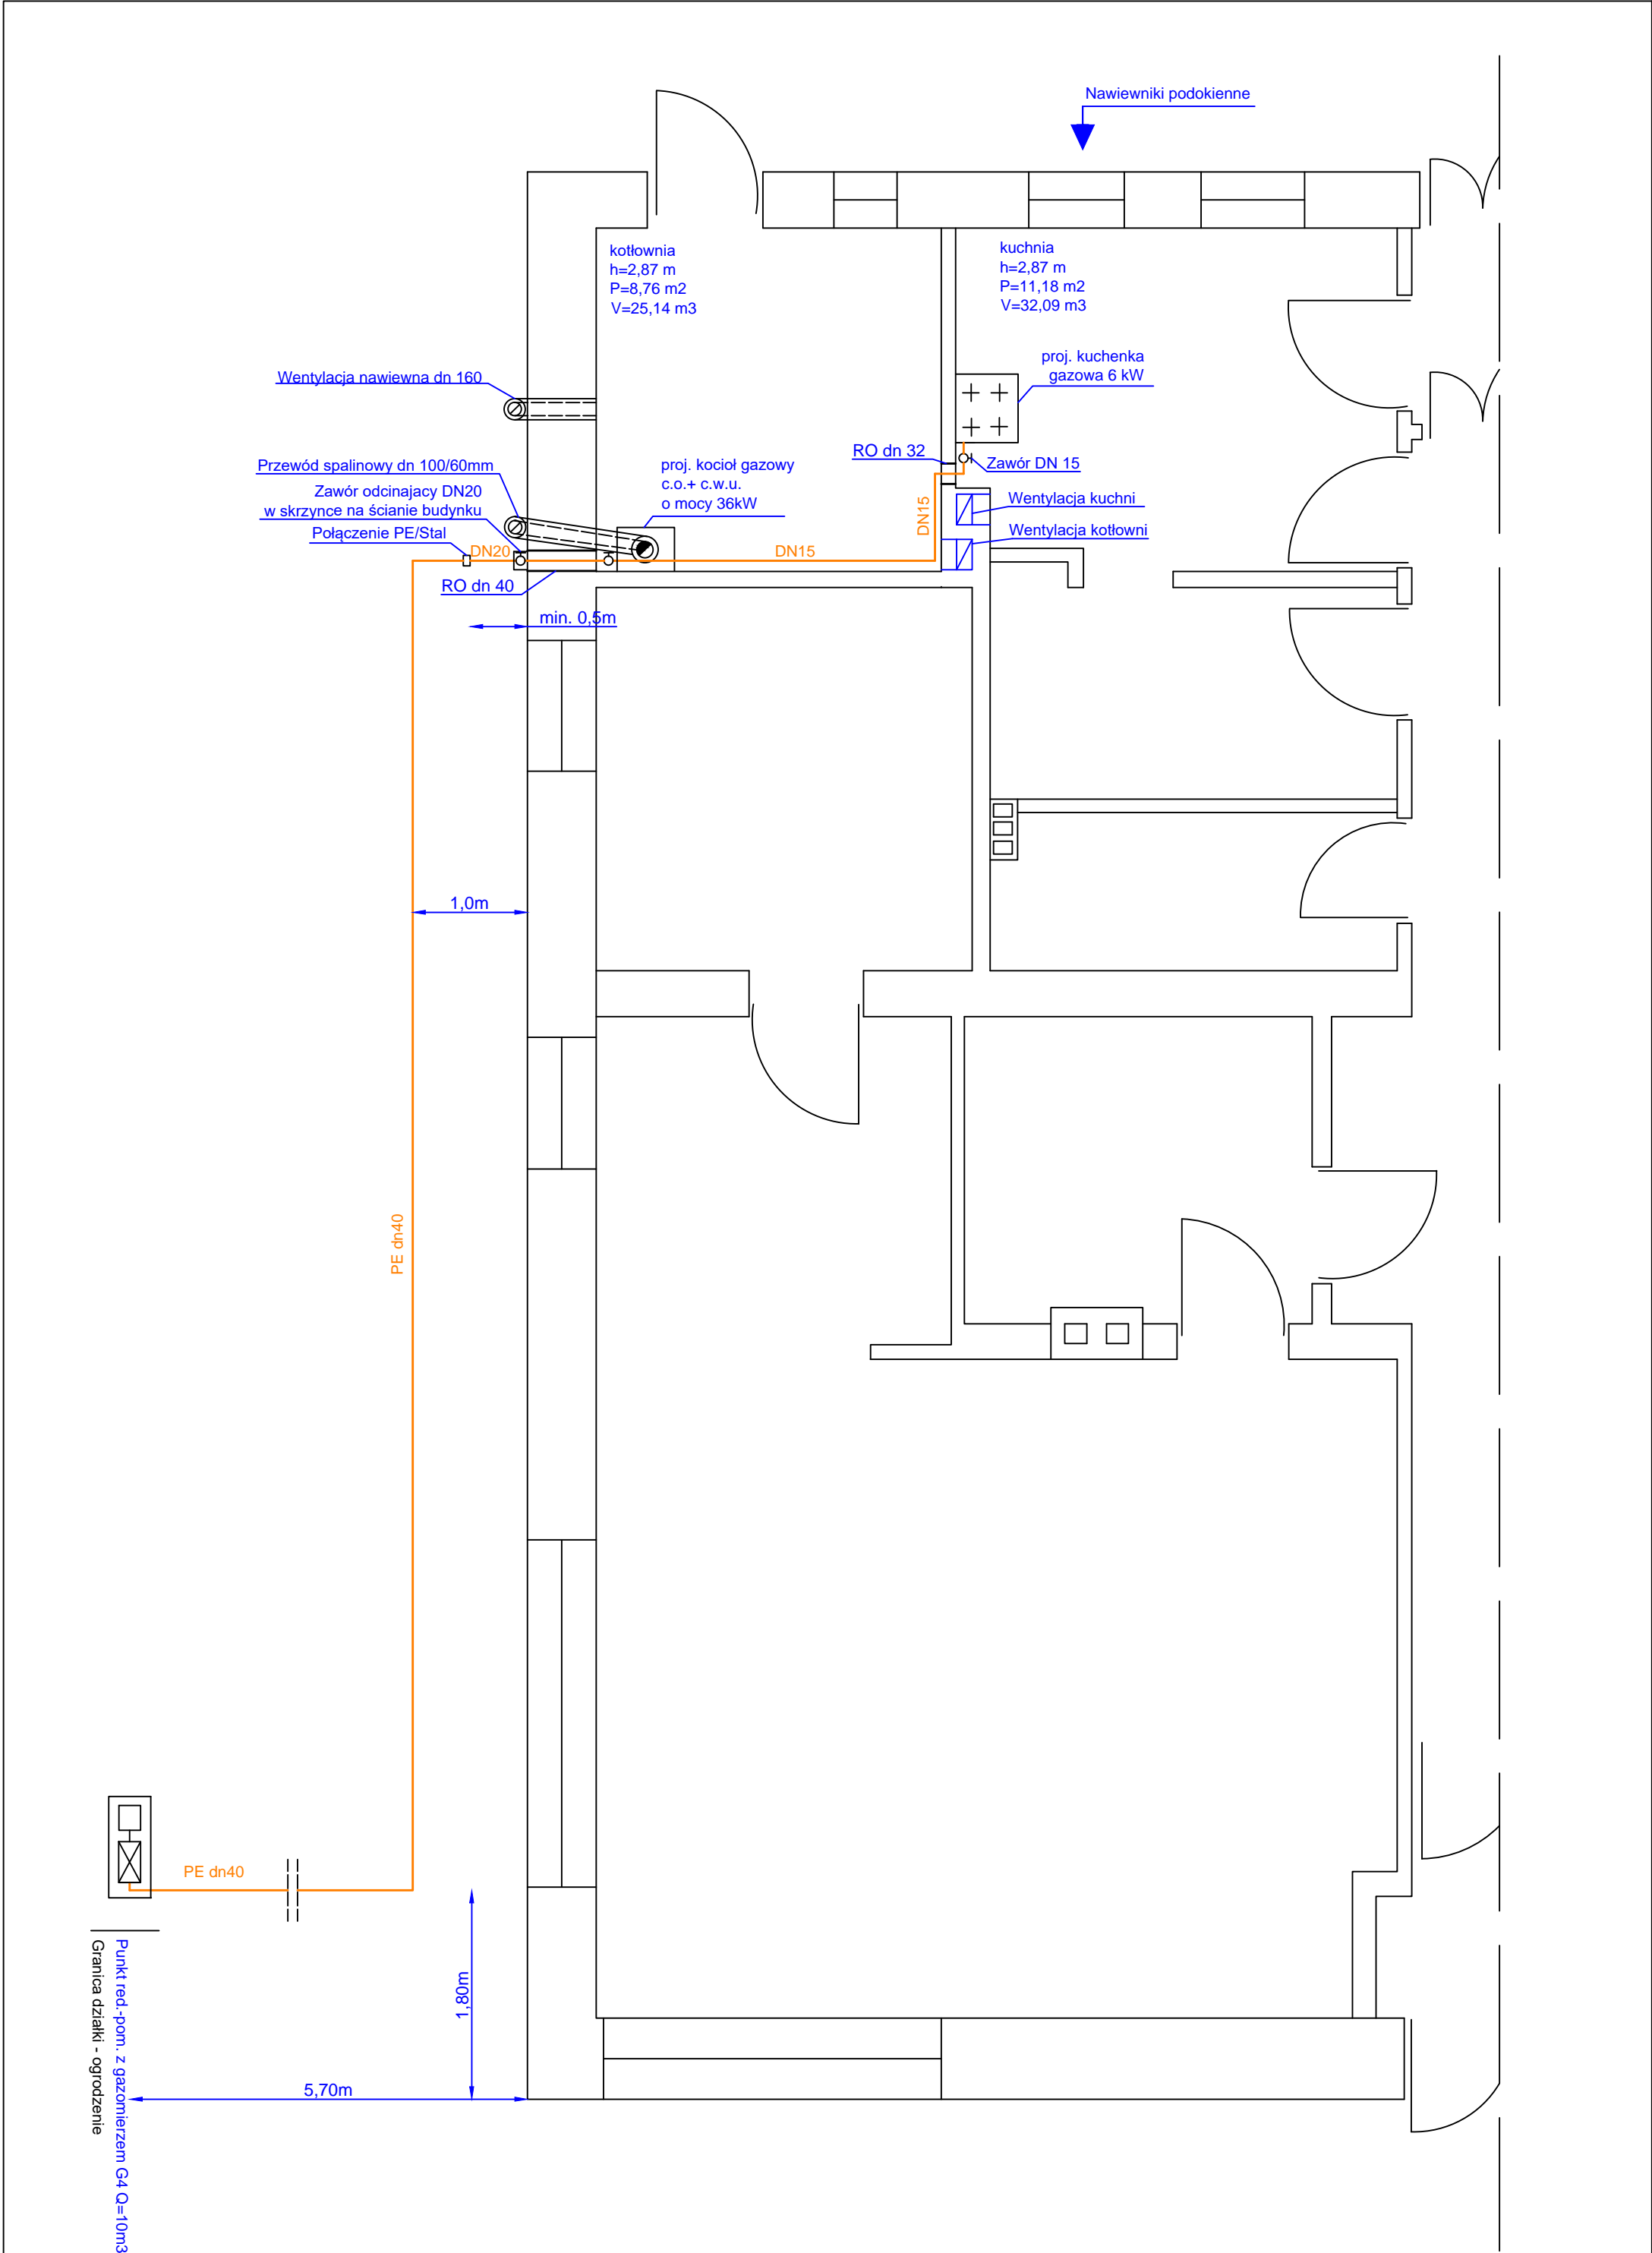 Nawiewniki podokienne
kotłownia
h=2,87 m
P=8,76 m2
V=25,14 m3
kuchnia
h=2,87 m
P=11,18 m2
V=32,09 m3
proj. kuchenka
gazowa 6 kW
Wentylacja nawiewna dn 160
RO dn 32
Zawór DN 15
Przewód spalinowy dn 100/60mm
proj. kocioł gazowy
c.o.+ c.w.u.
o mocy 36kW
Zawór odcinajacy DN20
w skrzynce na ścianie budynku
Wentylacja kuchni
DN15
Połączenie PE/Stal
Wentylacja kotłowni
DN20
DN15
RO dn 40
min. 0,5m
1,0m
PE dn40
PE dn40
1,80m
5,70m
Punkt red.-pom. z gazomierzem G4 Q=10m3
Granica działki - ogrodzenie